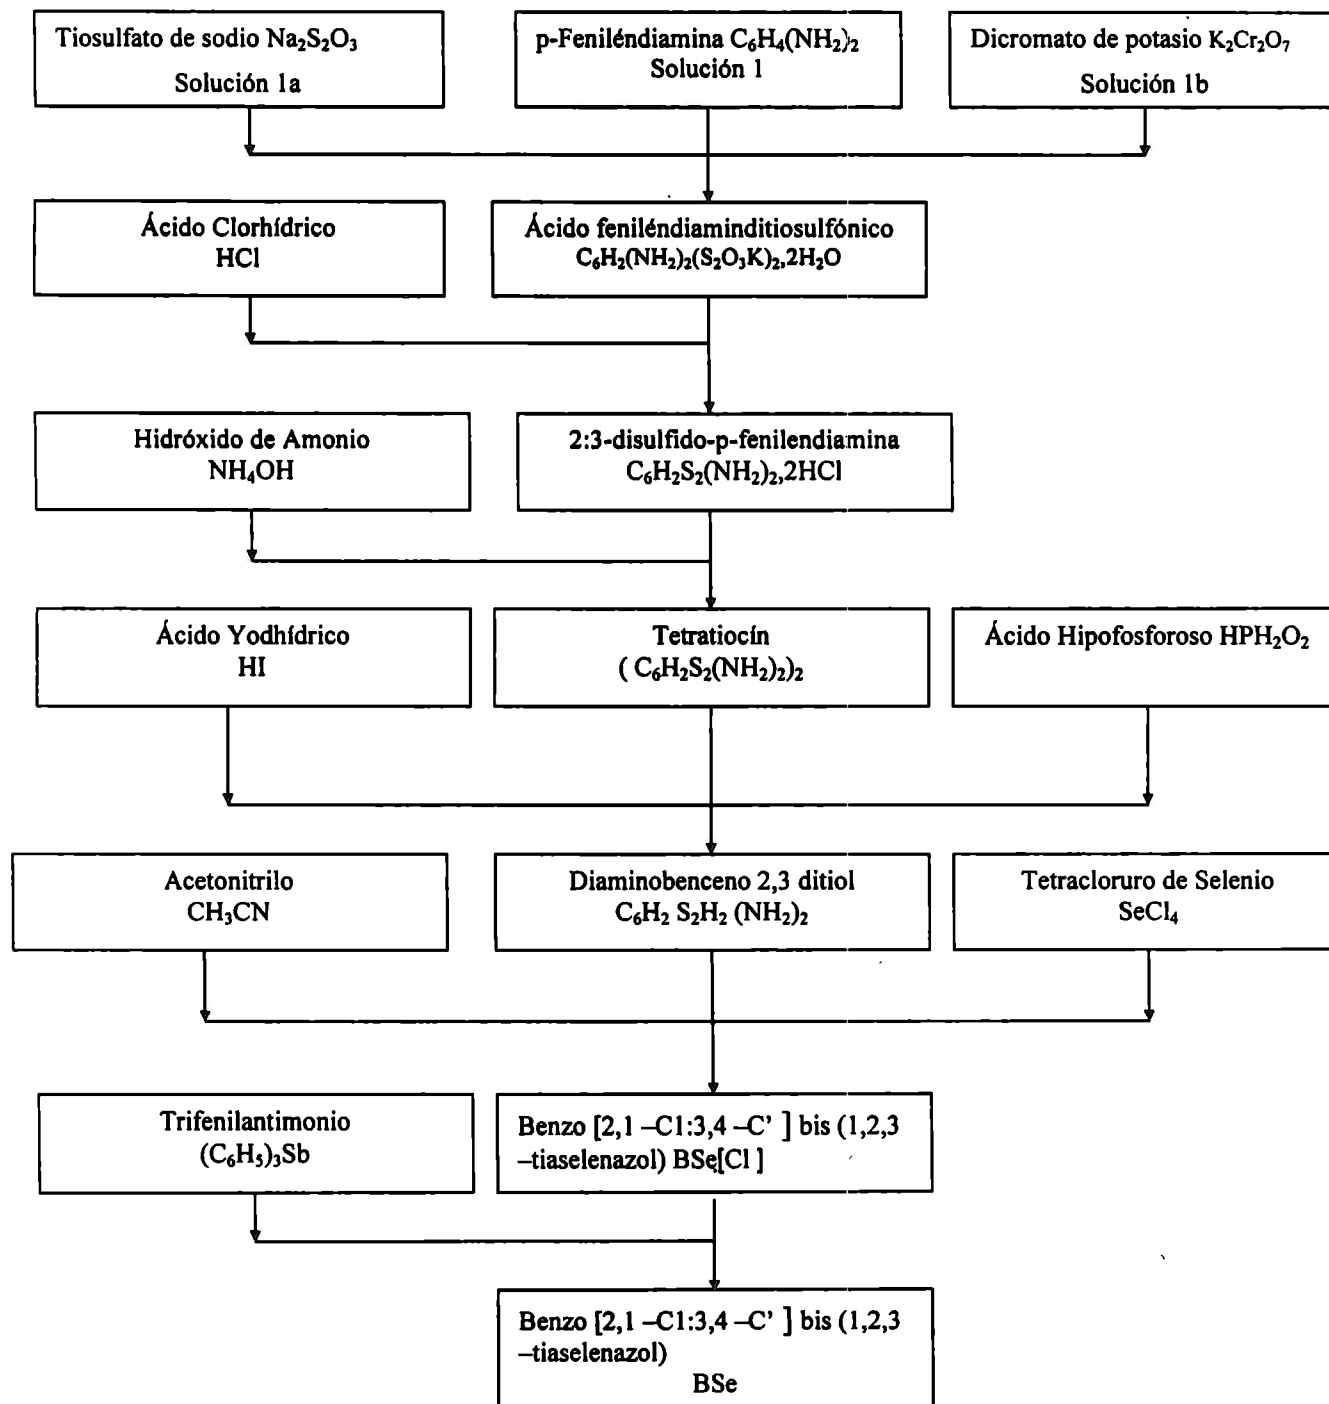 Tiosulfato de sodio Na₂S₂O₃
Solución 1a
p-Feniléndiamina C₆H₄(NH₂)₂
Solución 1
Dicromato de potasio K₂Cr₂O₇
Solución 1b
Ácido Clorhídrico
HCl
Ácido feniléndiaminditiosulfónico
C₆H₂(NH₂)₂(S₂O₃K)₂,2H₂O
Hidróxido de Amonio
NH₄OH
2:3-disulfido-p-fenilendiamina
C₆H₂S₂(NH₂)₂,2HCl
Ácido Yodhídrico
HI
Tetratiocín
( C₆H₂S₂(NH₂)₂)₂
Ácido Hipofosforoso HPH₂O₂
Acetonitrilo
CH₃CN
Diaminobenceno 2,3 ditiol
C₆H₂ S₂H₂ (NH₂)₂
Tetracloruro de Selenio
SeCl₄
Trifenilantimonio
(C₆H₅)₃Sb
Benzo [2,1 –C1:3,4 –C’ ] bis (1,2,3
–tiaselenazol) BSe[Cl ]
Benzo [2,1 –C1:3,4 –C’ ] bis (1,2,3
–tiaselenazol)
BSe